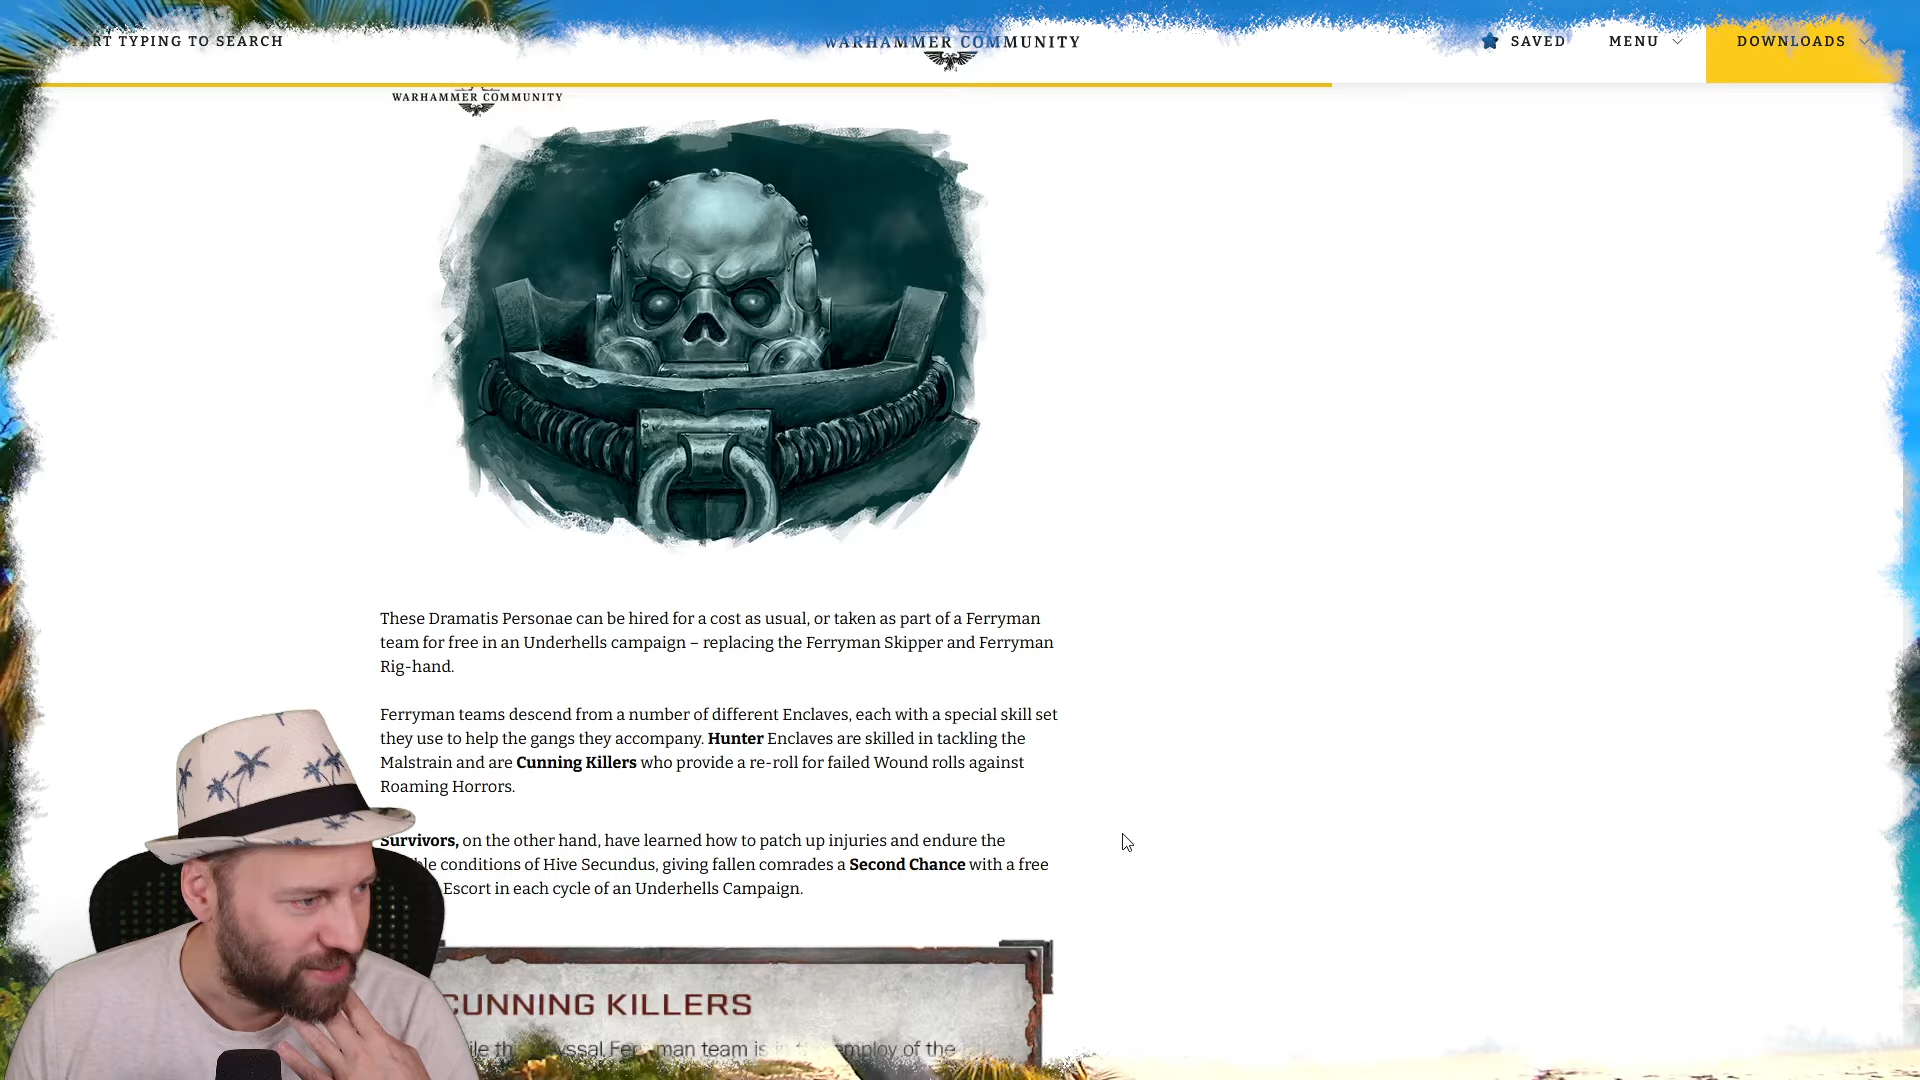 ART TYPING TO SEARCH
WARHAMMER COMMUNITY
SAVED
MENU
DOWNLOADS
WARHAMMER COMMUNITY
These Dramatis Personae can be hired for a cost as usual, or taken as part of a Ferryman
team for free in an Underhells campaign – replacing the Ferryman Skipper and Ferryman
Rig-hand.
Ferryman teams descend from a number of different Enclaves, each with a special skill set
they use to help the gangs they accompany. Hunter Enclaves are skilled in tackling the
Malstrain and are Cunning Killers who provide a re-roll for failed Wound rolls against
Roaming Horrors.
Survivors, on the other hand, have learned how to patch up injuries and endure the
conditions of Hive Secundus, giving fallen comrades a Second Chance with a free
Escort in each cycle of an Underhells Campaign.
CUNNING KILLERS
employ of the